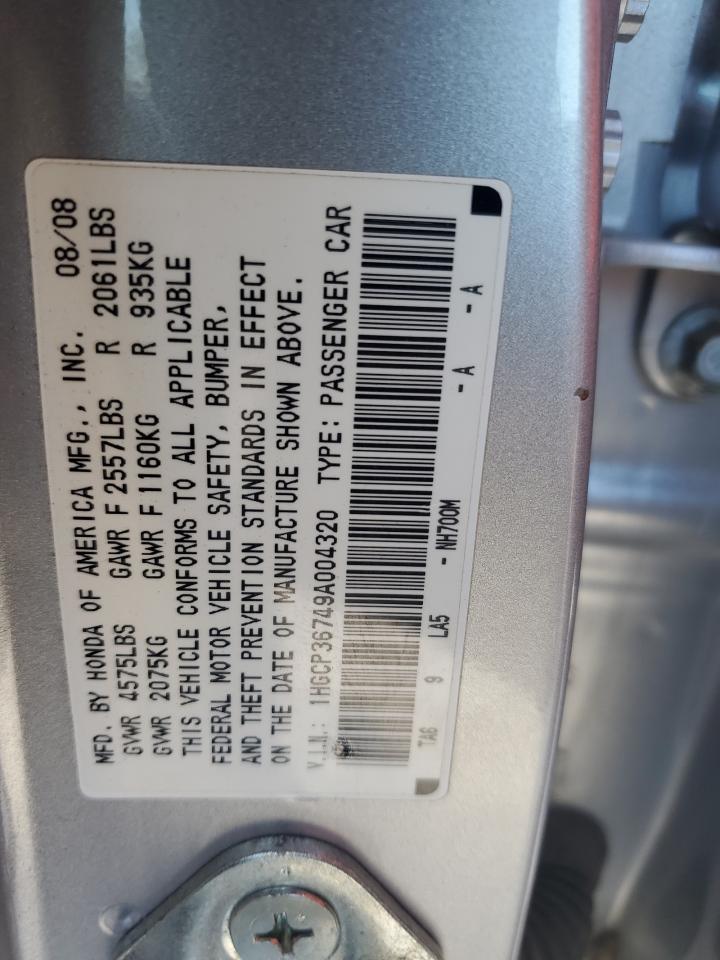 MFD. BY HONDA OF AMERICA MFG., INC. 08/08
GVWR 4575LBS GAWR F 2557LBS R 2061LBS
GVWR 2075KG GAWR F 1160KG R 935KG
THIS VEHICLE CONFORMS TO ALL APPLICABLE
FEDERAL MOTOR VEHICLE SAFETY, BUMPER,
AND THEFT PREVENTION STANDARDS IN EFFECT
ON THE DATE OF MANUFACTURE SHOWN ABOVE.
V.I.N.: 1HGCP36749A004320 TYPE: PASSENGER CAR
TA6 9 LA5 - NH700M - A - A